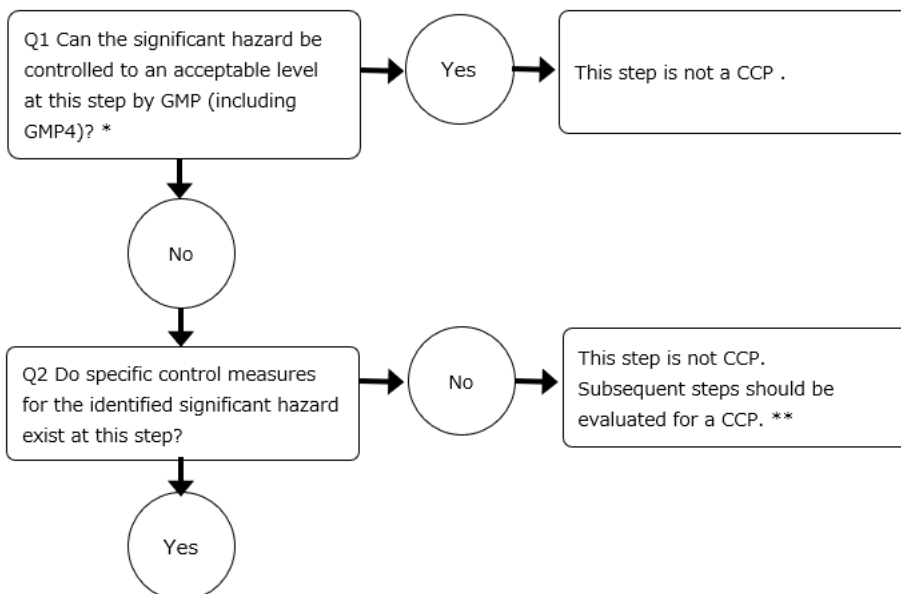 Q1 Can the significant hazard be
controlled to an acceptable level
at this step by GMP (including
GMP4)? *
Yes
This step is not a CCP .
No
Q2 Do specific control measures
for the identified significant hazard
exist at this step?
No
This step is not CCP.
Subsequent steps should be
evaluated for a CCP. **
Yes